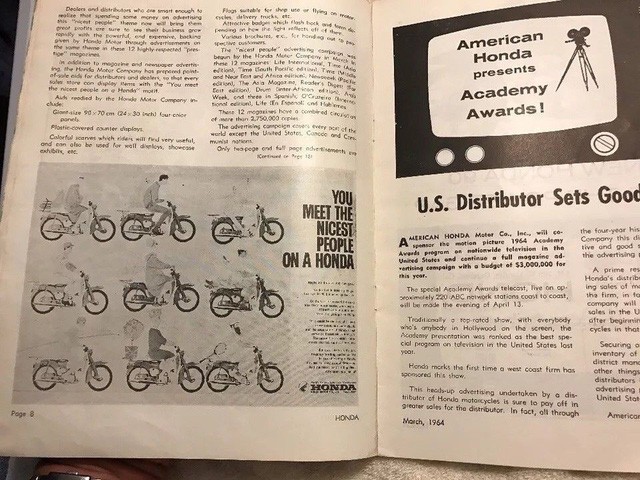 Dealers and distributors who are smart enough to
realize that spending some money on advertising
this "nicest people" theme now will bring them
great profits are sure to see their business grow
rapidly with the powerful, and expensive, backing
given by Honda Motor through advertisements on
the same theme in these 12 highly-respected "pres-
tige" magazines.
In addition to magazine and newspaper advertis-
ing, the Honda Motor Company has prepared point-
of-sale aids for distributors and dealers, so that every
sales store can display items with the "You meet
the nicest people on a Honda" motif.
Aids readied by the Honda Motor Company in-
clude:
Giant-size 90×70 cm (24×30 inch) four-color
panels.
Plastic-covered counter displays.
Colorful scarves which riders will find very useful,
and can also be used for wall displays, showcase
exhibits, etc.
Flags suitable for shop use or flying on motor-
cycles, delivery trucks, etc.
Attractive badges which flash back and
pending on how the light reflects off of them.
Various brochures, etc., for handing out to pro-
spective customers.
The "nicest people" advertising campaign was
began by the Honda Motor Company in March in
these 12 magazines: Life International, Time (Asia
edition), Time (South Pacific edition), Time (Middle
and Near East and Africa edition), Newsweek (Pacific
edition), The Asia Magazine, Reader's Digest (Far
East), Drum (Inter-African edition), Asia
Week, and three in Spanish, O'Cruzeiro (Interna-
tional edition), Life (En Espanol) and Hablemos.
These 12 magazines have a combined circulation
of more than 3,750,000 copies.
The advertising campaign covers every part of the
world except the United States, Canada and Com-
munist nations.
Only two-page and full page advertisements are
(Continued on Page 10)
YOU
MEET THE
NICEST
PEOPLE
ON A HONDA
HONDA
Page 8
HONDA
American
Honda
presents
Academy
Awards!
U.S. Distributor Sets Good
AMERICAN HONDA Motor Co., Inc., will co-
sponsor the motion picture 1964 Academy
Awards program on nationwide television in the
United States and continue a full magazine ad-
vertising campaign with a budget of $3,000,000 for
this year.
The special Academy Awards telecast, live on ap-
proximately 220 ABC network stations coast to coast,
will be made the evening of April 13.
Traditionally a top-rated show, with everybody
who's anybody in Hollywood on the screen, the
Academy presentation was ranked as the best spe-
cial program on television in the United States last
year.
Honda marks the first time a west coast firm has
sponsored this show.
This heads-up advertising undertaken by a dis-
tributor of Honda motorcycles is sure to pay off in
greater sales for the distributor. In fact, all through
March, 1964
the four-year his
Company this di
of Honda would
the advertising
A prime res
Honda's distribu
ing sales of mo
the firm, in fa
company will
sales in the U
after beginnin
cycles in that
Securing o
inventory of
district mana
other things
distributors
advertising
United Stat
American